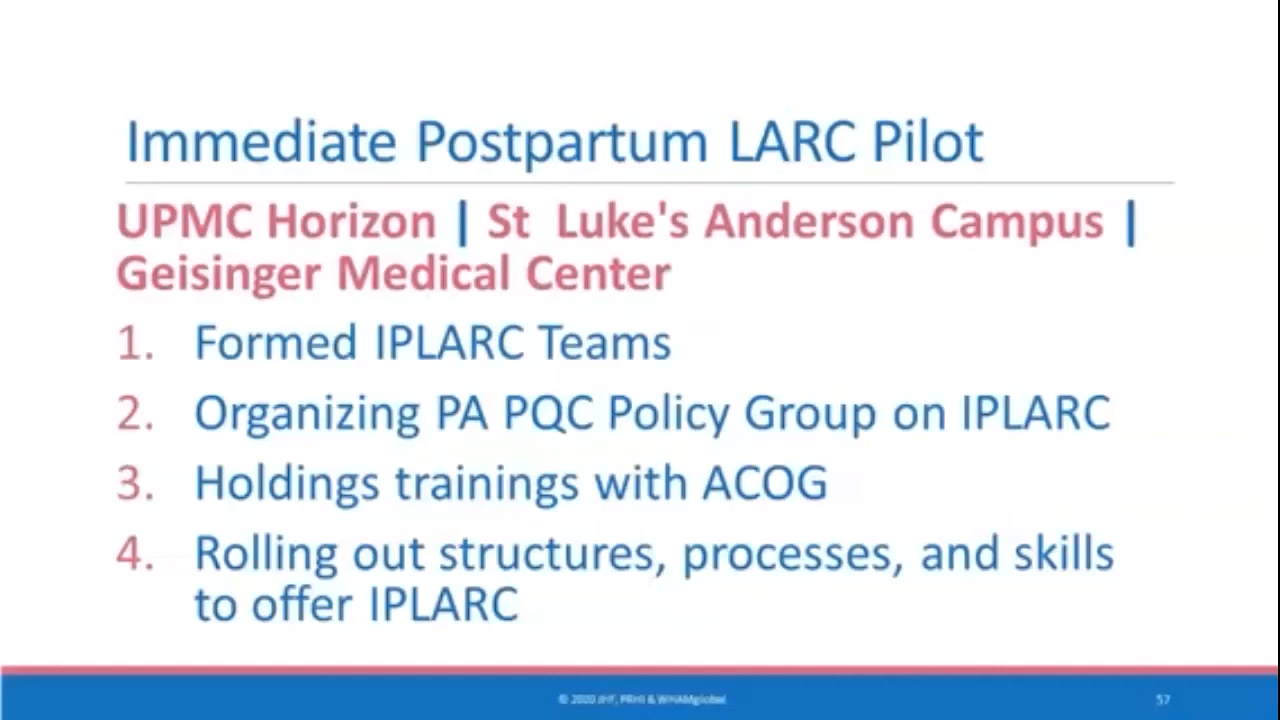 Immediate Postpartum LARC Pilot
UPMC Horizon | St Luke's Anderson Campus |
Geisinger Medical Center
1. Formed IPLARC Teams
2. Organizing PA PQC Policy Group on IPLARC
3. Holdings trainings with ACOG
4. Rolling out structures, processes, and skills
to offer IPLARC
© 2020 JHF, PRHI & WHAMglobal
57